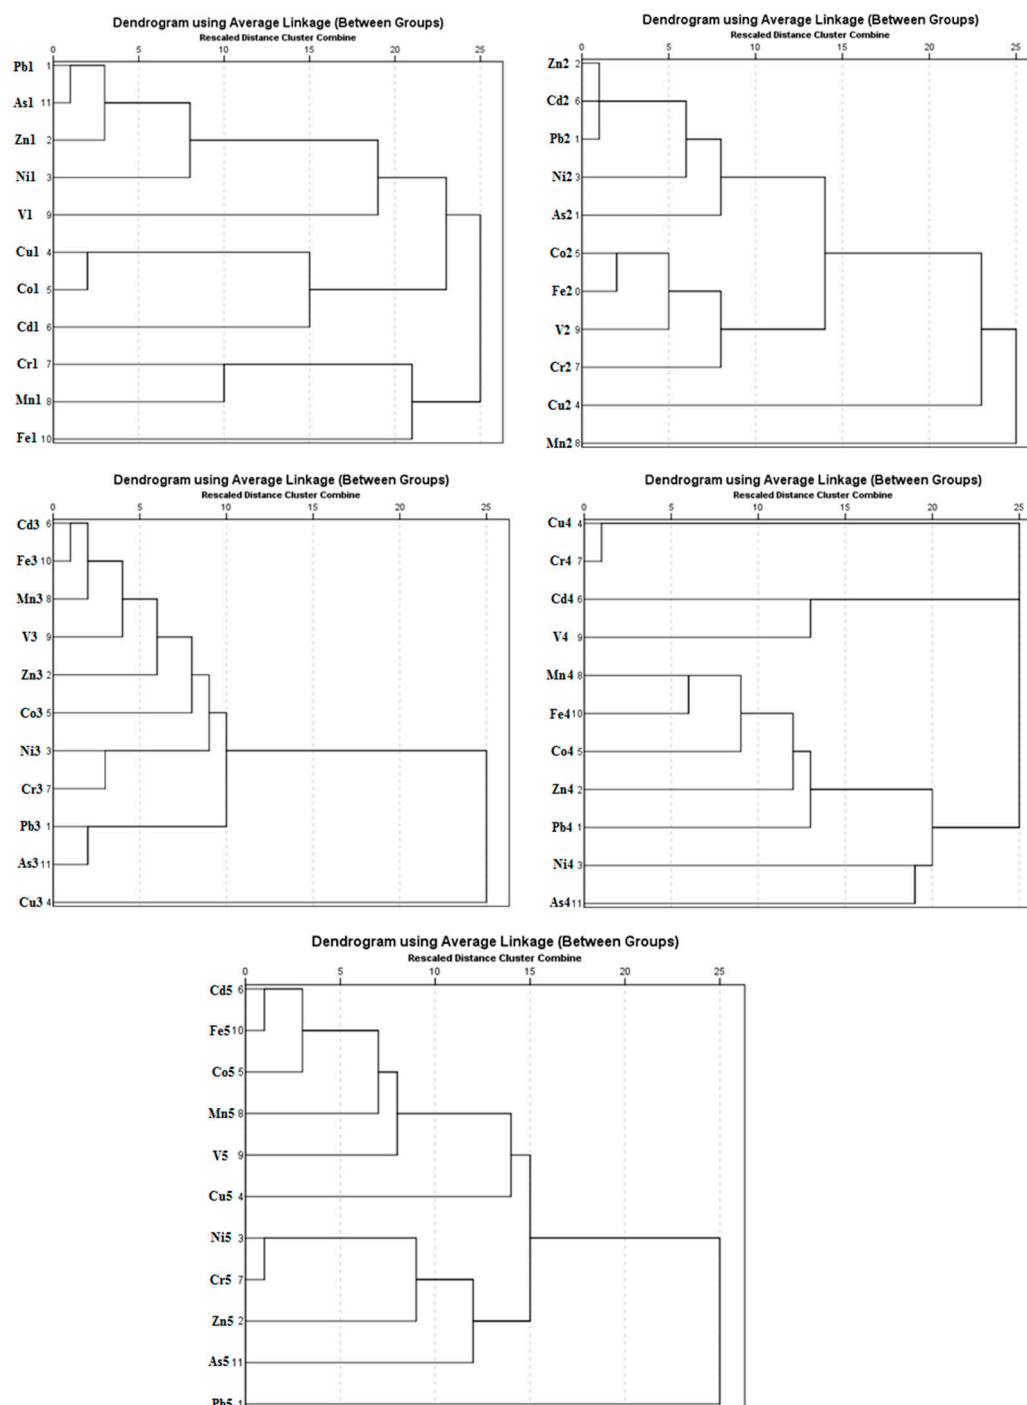 Dendrogram using Average Linkage (Between Groups)
Rescaled Distance Cluster Combine
0 5 10 15 20 25
Pb1 1
As1 11
Zn1 2
Ni1 3
V1 9
Cu1 4
Co1 5
Cd1 6
Cr1 7
Mn1 8
Fe1 10
Dendrogram using Average Linkage (Between Groups)
Rescaled Distance Cluster Combine
0 5 10 15 20 25
Zn2 2
Cd2 6
Pb2 1
Ni2 3
As2 1
Co2 5
Fe2 0
V2 9
Cr2 7
Cu2 4
Mn2 8
Dendrogram using Average Linkage (Between Groups)
Rescaled Distance Cluster Combine
0 5 10 15 20 25
Cd3 6
Fe3 10
Mn3 8
V3 9
Zn3 2
Co3 5
Ni3 3
Cr3 7
Pb3 1
As3 11
Cu3 4
Dendrogram using Average Linkage (Between Groups)
Rescaled Distance Cluster Combine
0 5 10 15 20 25
Cu4 4
Cr4 7
Cd4 6
V4 9
Mn4 8
Fe4 10
Co4 5
Zn4 2
Pb4 1
Ni4 3
As4 11
Dendrogram using Average Linkage (Between Groups)
Rescaled Distance Cluster Combine
0 5 10 15 20 25
Cd5 6
Fe5 10
Co5 5
Mn5 8
V5 9
Cu5 4
Ni5 3
Cr5 7
Zn5 2
As5 11
Pb5 1